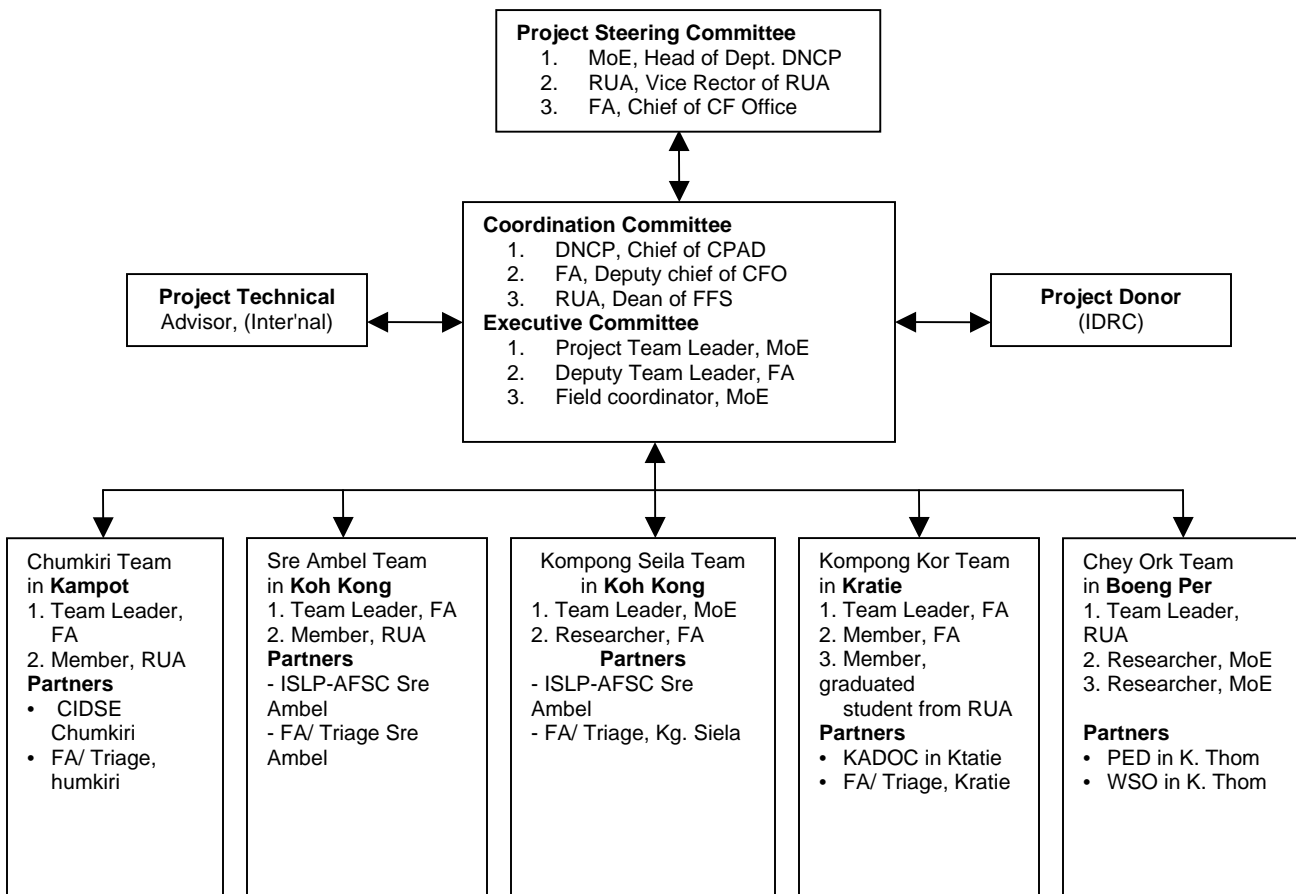 Project Steering Committee
1. MoE, Head of Dept. DNCP
2. RUA, Vice Rector of RUA
3. FA, Chief of CF Office
Coordination Committee
1. DNCP, Chief of CPAD
2. FA, Deputy chief of CFO
3. RUA, Dean of FFS
Executive Committee
1. Project Team Leader, MoE
2. Deputy Team Leader, FA
3. Field coordinator, MoE
Project Technical
Advisor, (Inter'nal)
Project Donor
(IDRC)
Chumkiri Team
in Kampot
1. Team Leader,
FA
2. Member, RUA
Partners
• CIDSE
Chumkiri
• FA/ Triage,
humkiri
Sre Ambel Team
in Koh Kong
1. Team Leader, FA
2. Member, RUA
Partners
- ISLP-AFSC Sre
Ambel
- FA/ Triage Sre
Ambel
Kompong Seila Team
in Koh Kong
1. Team Leader, MoE
2. Researcher, FA
Partners
- ISLP-AFSC Sre
Ambel
- FA/ Triage, Kg. Siela
Kompong Kor Team
in Kratie
1. Team Leader, FA
2. Member, FA
3. Member,
graduated
student from RUA
Partners
• KADOC in Ktatie
• FA/ Triage, Kratie
Chey Ork Team
in Boeng Per
1. Team Leader,
RUA
2. Researcher, MoE
3. Researcher, MoE
Partners
• PED in K. Thom
• WSO in K. Thom